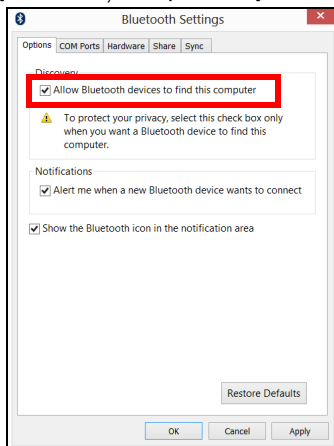 Bluetooth Settings
Options COM Ports Hardware Share Sync
Discovery
Allow Bluetooth devices to find this computer
To protect your privacy, select this check box only
when you want a Bluetooth device to find this
computer.
Notifications
Alert me when a new Bluetooth device wants to connect
Show the Bluetooth icon in the notification area
Restore Defaults
OK Cancel Apply